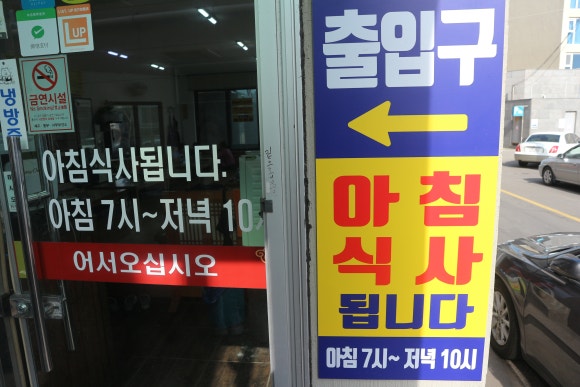 UP
금연시설
냉방중
아침식사됩니다.
아침 7시~저녁 10시
어서오십시오
출입구
아침
식사
됩니다
아침 7시~ 저녁 10시